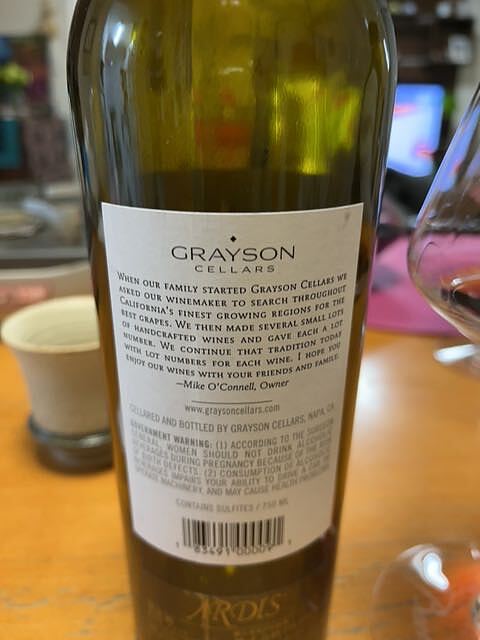 GRAYSON
CELLARS
WHEN OUR FAMILY STARTED GRAYSON CELLARS WE
ASKED OUR WINEMAKER TO SEARCH THROUGHOUT
CALIFORNIA'S FINEST GROWING REGIONS FOR THE
BEST GRAPES. WE THEN MADE SEVERAL SMALL LOTS
OF HANDCRAFTED WINES AND GAVE EACH A LOT
NUMBER. WE CONTINUE THAT TRADITION TODAY
WITH LOT NUMBERS FOR EACH WINE. I HOPE YOU
ENJOY OUR WINES WITH YOUR FRIENDS AND FAMILY.
—Mike O'Connell, Owner
www.graysoncellars.com
CELLARED AND BOTTLED BY GRAYSON CELLARS, NAPA, CA
GOVERNMENT WARNING: (1) ACCORDING TO THE SURGEON
GENERAL, WOMEN SHOULD NOT DRINK ALCOHOLIC
BEVERAGES DURING PREGNANCY BECAUSE OF THE RISK
OF BIRTH DEFECTS. (2) CONSUMPTION OF ALCOHOLIC
BEVERAGES IMPAIRS YOUR ABILITY TO DRIVE A CAR OR
OPERATE MACHINERY, AND MAY CAUSE HEALTH PROBLEMS.
CONTAINS SULFITES / 750 ML
ARDIS